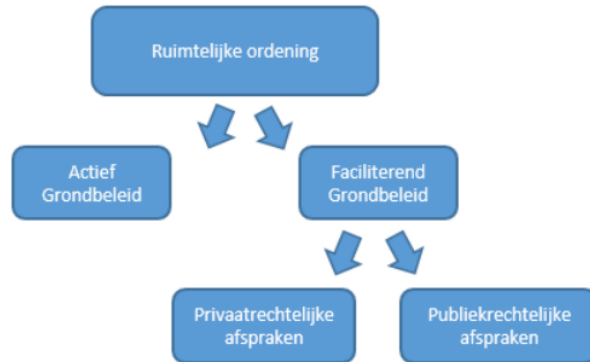 Ruimtelijke ordening
Actief
Grondbeleid
Faciliterend
Grondbeleid
Privaatrechtelijke
afspraken
Publiekrechtelijke
afspraken